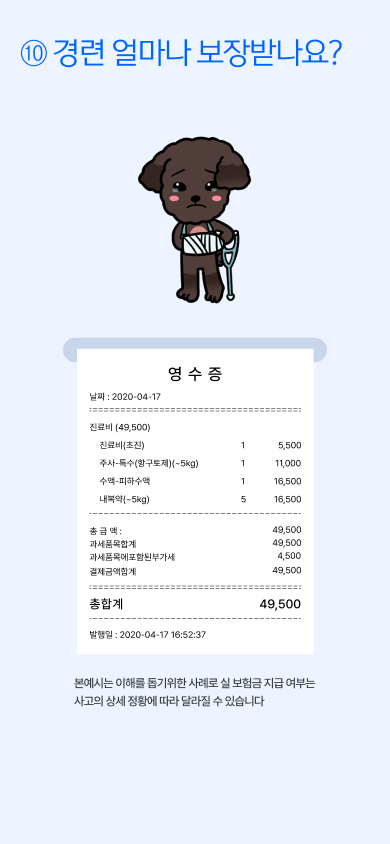 ⑩ 경련 얼마나 보장받나요?
영 수 증
날짜 : 2020-04-17
진료비 (49,500)
진료비(초진) 1 5,500
주사-특수(항구토제)(~5kg) 1 11,000
수액-피하수액 1 16,500
내복약(~5kg) 5 16,500
총 금 액 : 49,500
과세품목합계 49,500
과세품목에포함된부가세 4,500
결제금액합계 49,500
총합계 49,500
발행일 : 2020-04-17 16:52:37
본예시는 이해를 돕기위한 사례로 실 보험금 지급 여부는
사고의 상세 정황에 따라 달라질 수 있습니다